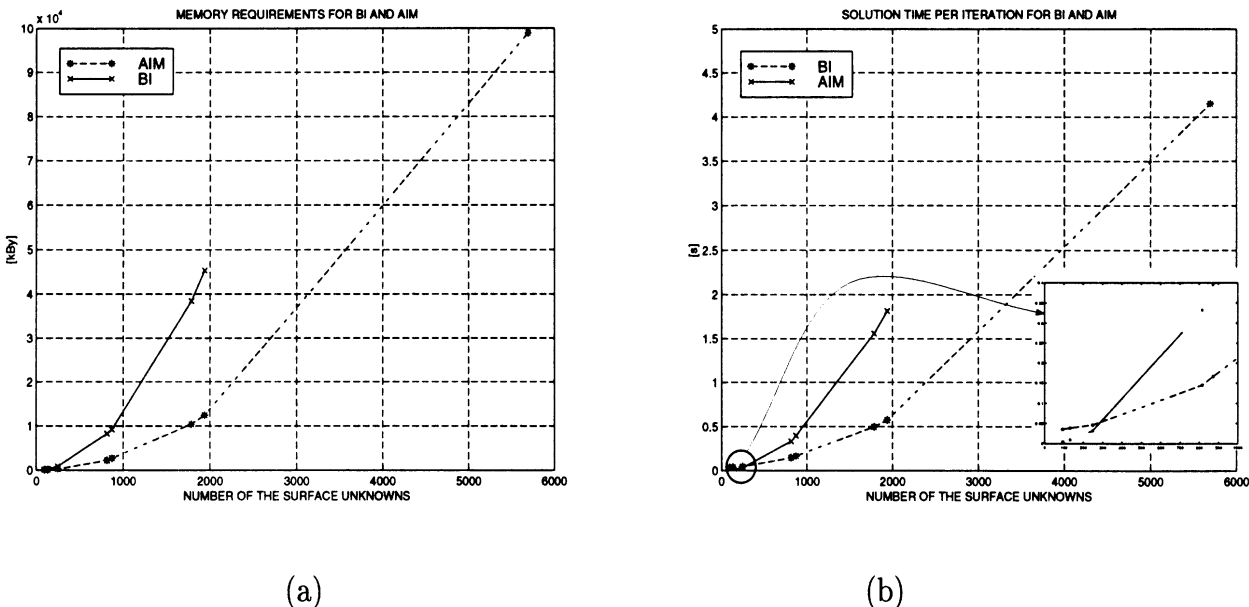 MEMORY REQUIREMENTS FOR BI AND AIM
x 10⁴
10
9
8
7
6
5
4
3
2
1
0
[kBy]
AIM
BI
0 1000 2000 3000 4000 5000 6000
NUMBER OF THE SURFACE UNKNOWNS
(a)
SOLUTION TIME PER ITERATION FOR BI AND AIM
5
4.5
4
3.5
3
2.5
2
1.5
1
0.5
0
[s]
BI
AIM
0 1000 2000 3000 4000 5000 6000
NUMBER OF THE SURFACE UNKNOWNS
(b)